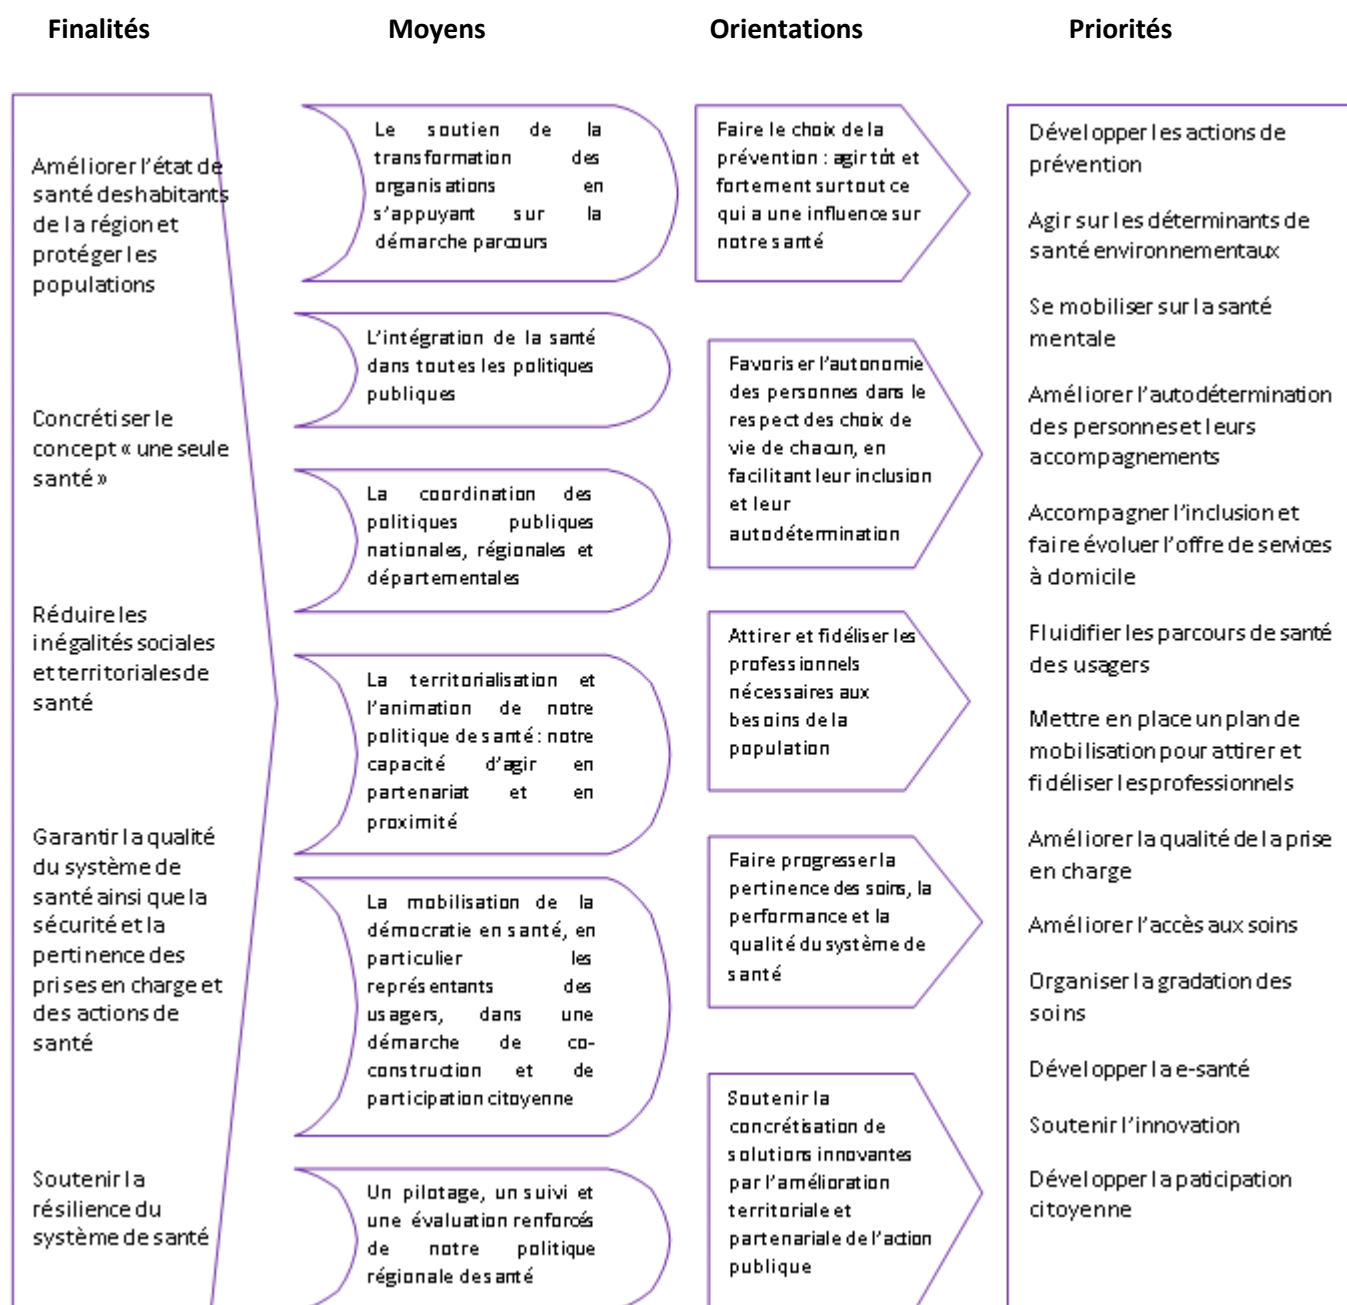 Finalités
Moyens
Orientations
Priorités
Améliorer l'état de
santé des habitants
de la région et
protéger les
populations
Concrétiser le
concept « une seule
santé »
Réduire les
inégalités sociales
et territoriales de
santé
Garantir la qualité
du système de
santé ainsi que la
sécurité et la
pertinence des
prises en charge et
des actions de
santé
Soutenir la
résilience du
système de santé
Le soutien de la
transformation des
organisations en
s'appuyant sur la
démarche parcours
L'intégration de la santé
dans toutes les politiques
publiques
La coordination des
politiques publiques
nationales, régionales et
départementales
La territorialisation et
l'animation de notre
politique de santé : notre
capacité d'agir en
partenariat et en
proximité
La mobilisation de la
démocratie en santé, en
particulier les
représentants des
usagers, dans une
démarche de co-
construction et de
participation citoyenne
Un pilotage, un suivi et
une évaluation renforcés
de notre politique
régionale de santé
Faire le choix de la
prévention : agir tôt et
fortement sur tout ce
qui a une influence sur
notre santé
Favoriser l'autonomie
des personnes dans le
respect des choix de
vie de chacun, en
facilitant leur inclusion
et leur
autodétermination
Attirer et fidéliser les
professionnels
nécessaires aux
besoins de la
population
Faire progresser la
pertinence des soins, la
performance et la
qualité du système de
santé
Soutenir la
concrétisation de
solutions innovantes
par l'amélioration
territoriale et
partenariale de l'action
publique
Développer les actions de
prévention
Agir sur les déterminants de
santé environnementaux
Se mobiliser sur la santé
mentale
Améliorer l'autodétermination
des personnes et leurs
accompagnements
Accompagner l'inclusion et
faire évoluer l'offre de services
à domicile
Fluidifier les parcours de santé
des usagers
Mettre en place un plan de
mobilisation pour attirer et
fidéliser les professionnels
Améliorer la qualité de la prise
en charge
Améliorer l'accès aux soins
Organiser la gradation des
soins
Développer la e-santé
Soutenir l'innovation
Développer la paticipation
citoyenne